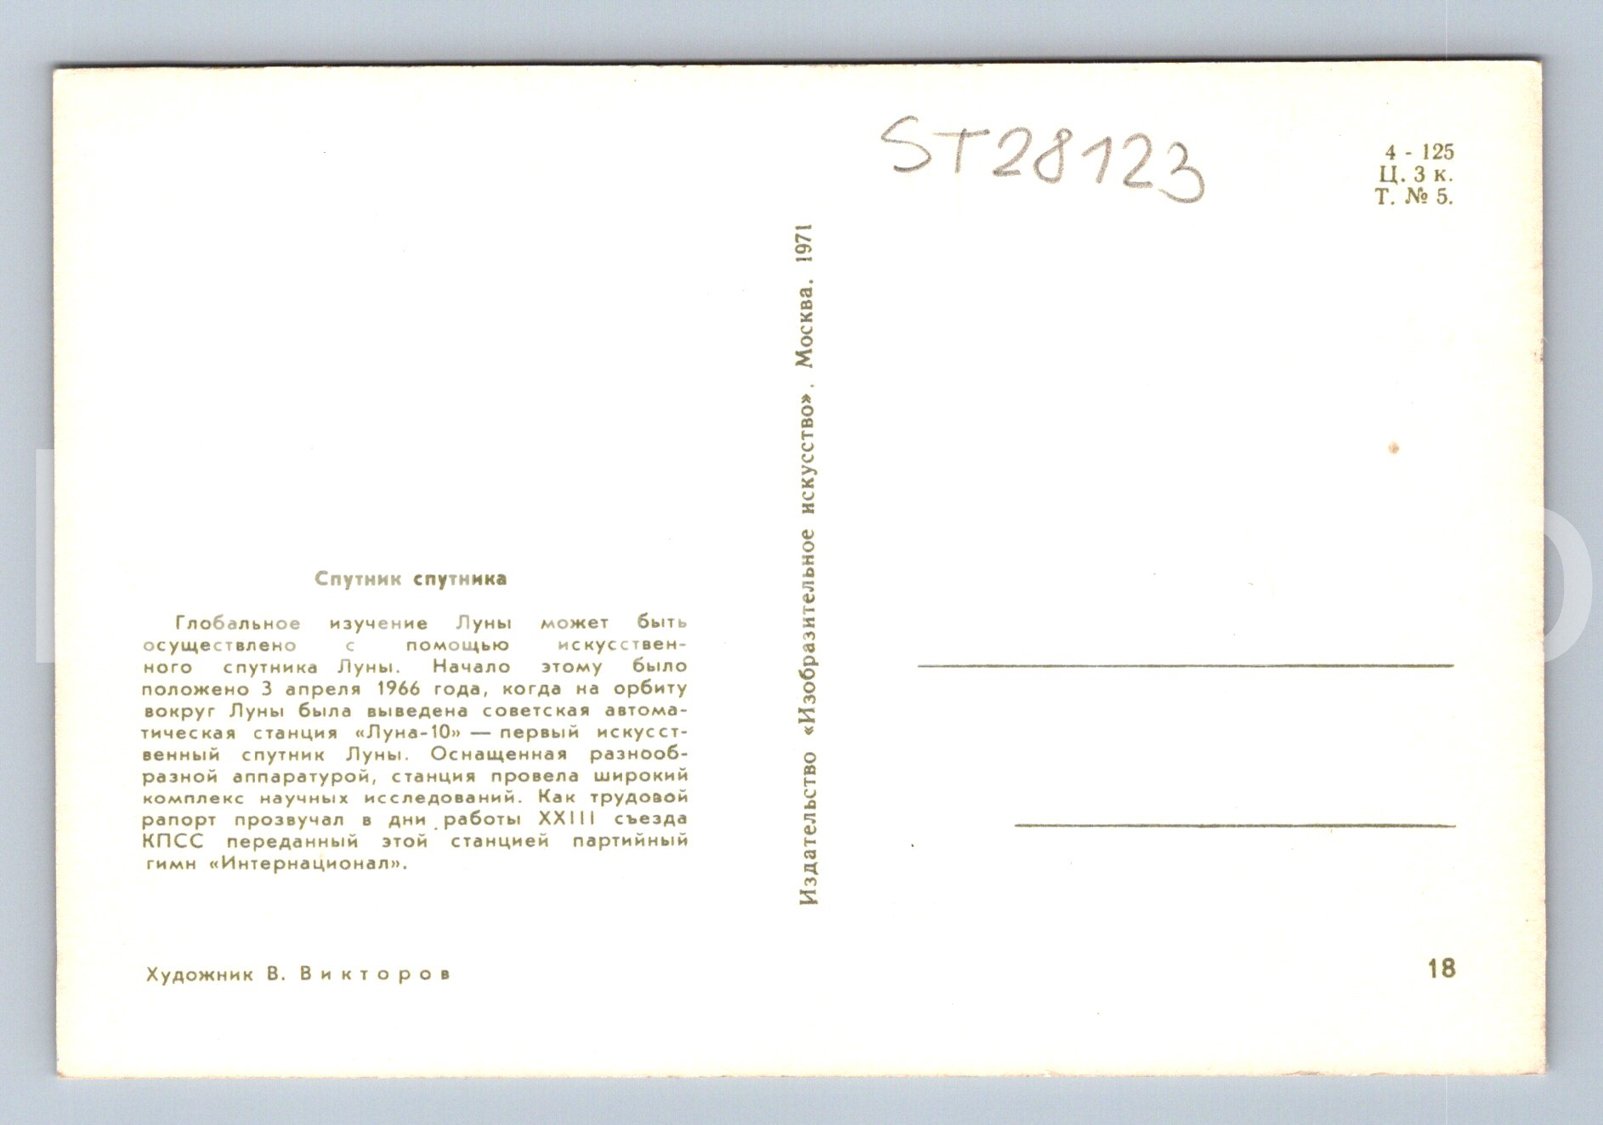 Спутник спутника
Глобальное изучение Луны может быть
осуществлено с помощью искусствен-
ного спутника Луны. Начало этому было
положено 3 апреля 1966 года, когда на орбиту
вокруг Луны была выведена советская автома-
тическая станция «Луна-10» — первый искусст-
венный спутник Луны. Оснащенная разнооб-
разной аппаратурой, станция провела широкий
комплекс научных исследований. Как трудовой
рапорт прозвучал в дни работы XXIII съезда
КПСС переданный этой станцией партийный
гимн «Интернационал».
Художник В. Викторов
Издательство «Изобразительное искусство». Москва. 1971
ST28123
4 - 125
Ц. 3 к.
Т. № 5.
18